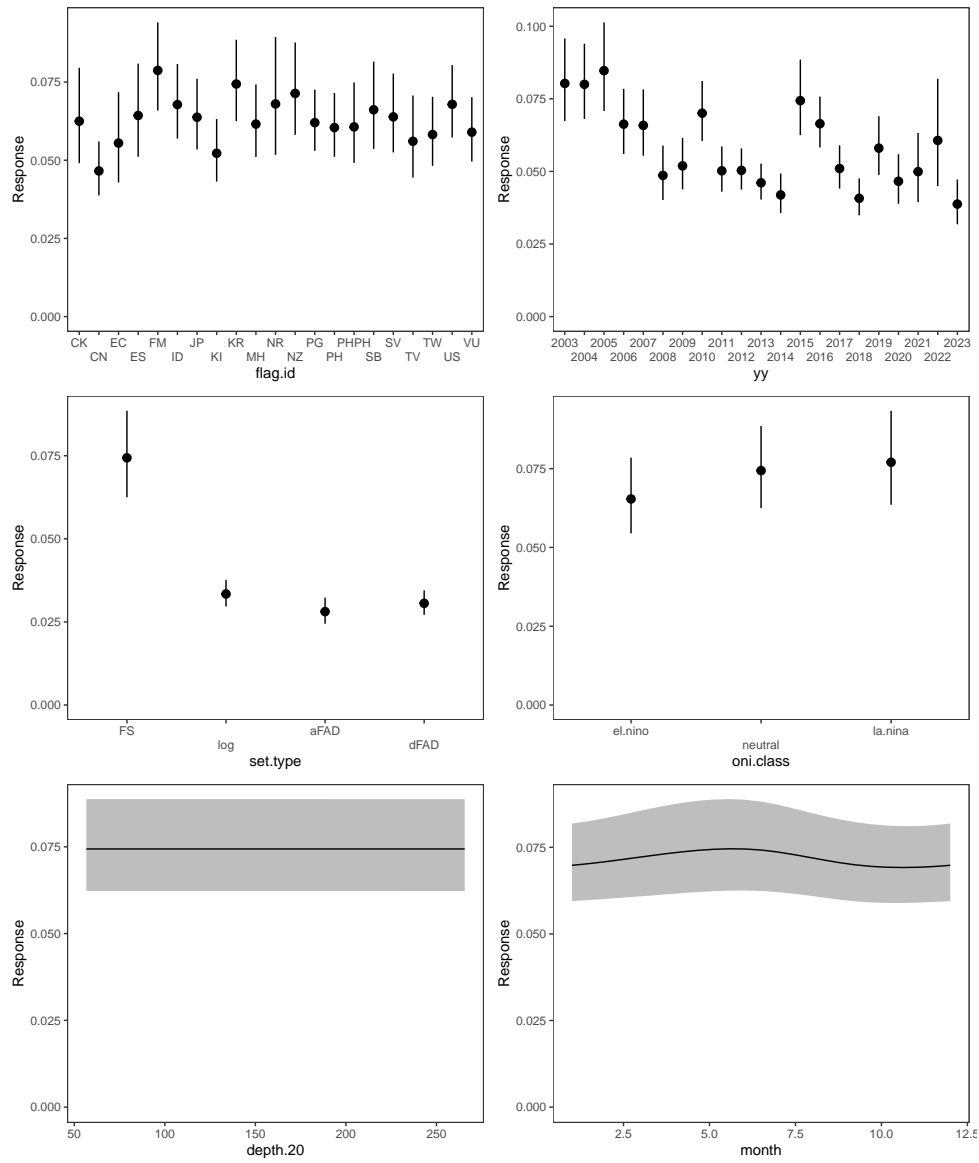 Response
0.075
0.050
0.025
0.000
CK EC FM JP KR NR PG PHPH SV TW VU
CN ES ID KI MH NZ PH SB TV US
flag.id
Response
0.100
0.075
0.050
0.025
0.000
2003 2005 2007 2009 2011 2013 2015 2017 2019 2021 2023
2004 2006 2008 2010 2012 2014 2016 2018 2020 2022
yy
Response
0.075
0.050
0.025
0.000
FS aFAD
log dFAD
set.type
Response
0.075
0.050
0.025
0.000
el.nino la.nina
neutral
oni.class
Response
0.075
0.050
0.025
0.000
50 100 150 200 250
depth.20
Response
0.075
0.050
0.025
0.000
2.5 5.0 7.5 10.0 12.5
month